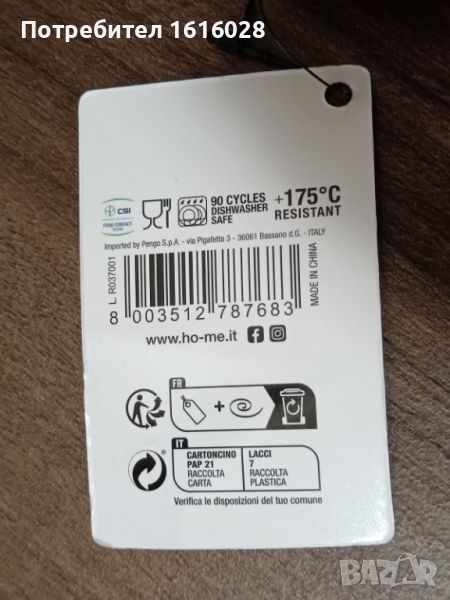 Потребител 1616028
CSI
FOOD CONTACT
90 CYCLES
DISHWASHER
SAFE
+175°C
RESISTANT
Imported by Pengo S.p.A. - via Pigafetta 3 - 36061 Bassano d.G. - ITALY
L. R037001
MADE IN CHINA
8 003512 787683
www.ho-me.it
FR
IT
CARTONCINO
PAP 21
RACCOLTA
CARTA
LACCI
7
RACCOLTA
PLASTICA
Verifica le disposizioni del tuo comune
BAZAR